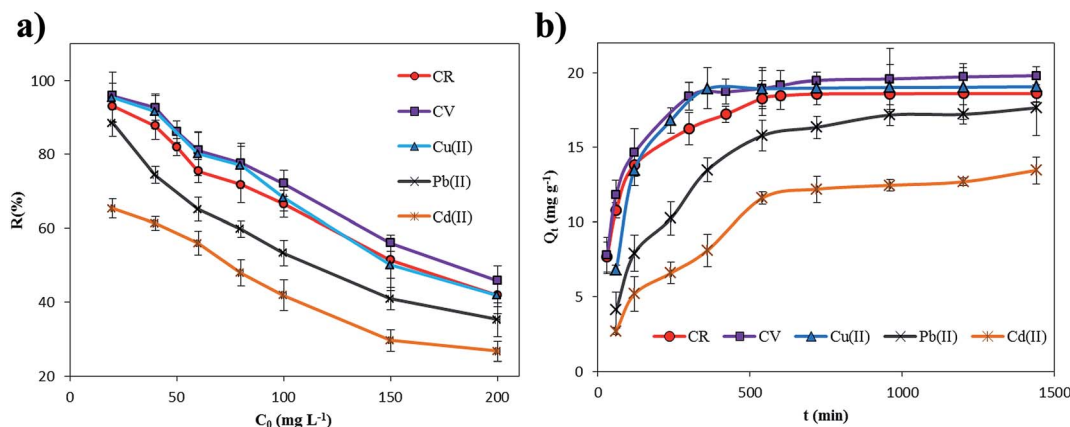 a)
100
80
60
40
20
R(%)
0 50 100 150 200
C₀ (mg L⁻¹)
CR
CV
Cu(II)
Pb(II)
Cd(II)
b)
20
15
10
5
0
Qₜ (mg g⁻¹)
0 500 1000 1500
t (min)
CR CV Cu(II) Pb(II) Cd(II)